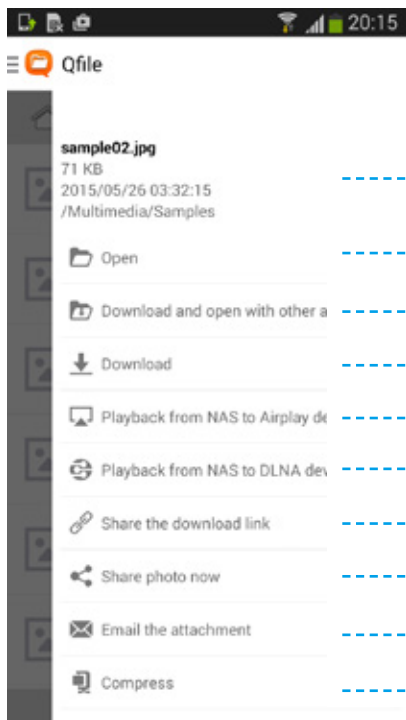 20:15
Qfile
sample02.jpg
71 KB
2015/05/26 03:32:15
/Multimedia/Samples
Open
Download and open with other a
Download
Playback from NAS to Airplay de
Playback from NAS to DLNA dev
Share the download link
Share photo now
Email the attachment
Compress